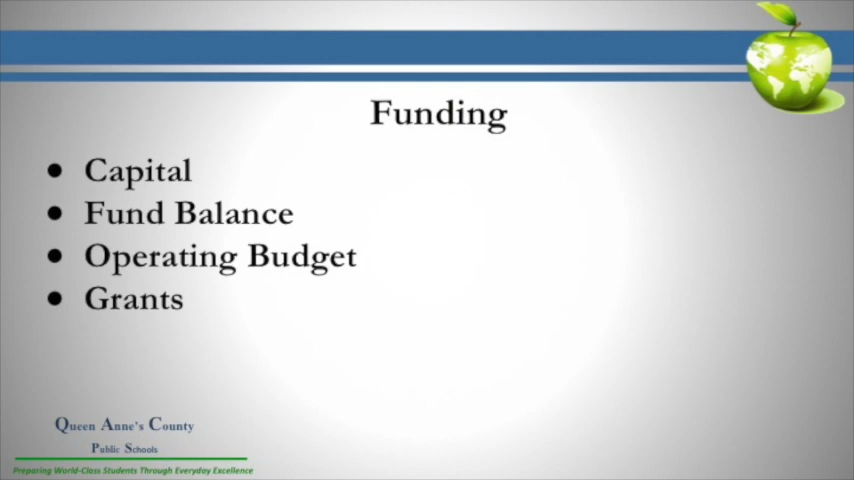 Funding
● Capital
● Fund Balance
● Operating Budget
● Grants
Queen Anne's County
Public Schools
Preparing World-Class Students Through Everyday Excellence